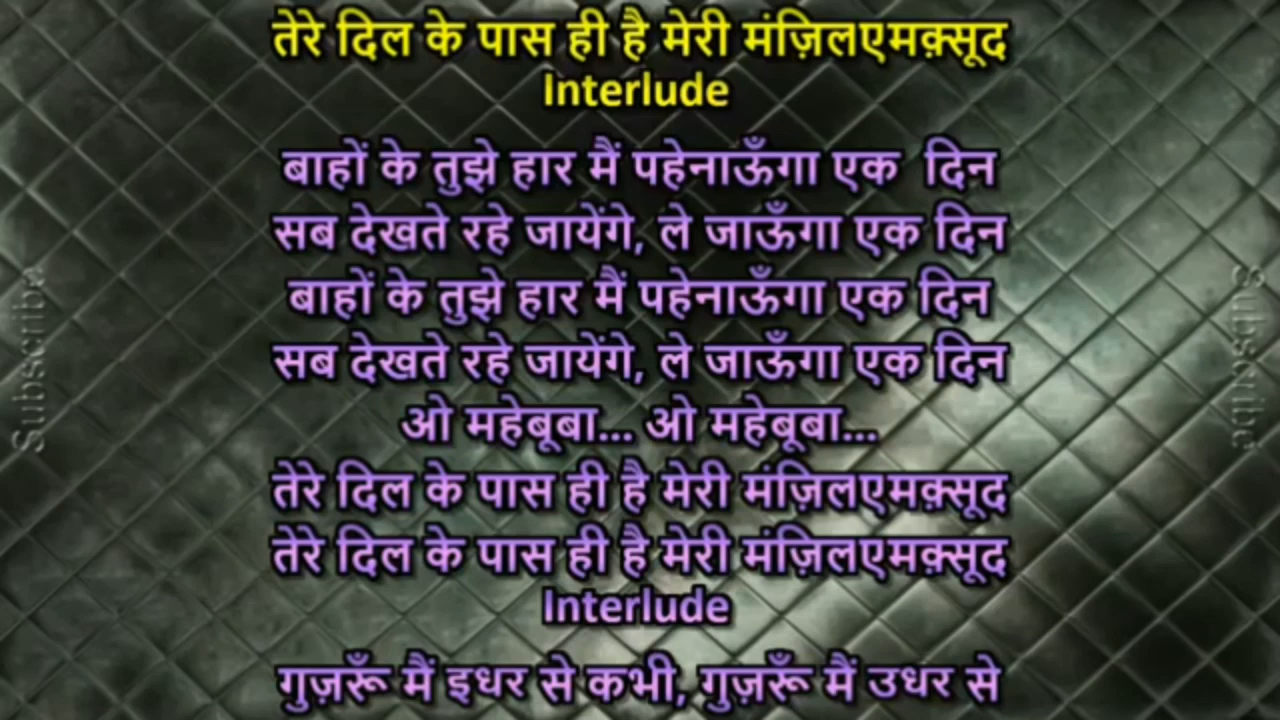 तेरे दिल के पास ही है मेरी मंज़िलएमक़्सूद
Interlude
बाहों के तुझे हार मैं पहेनाऊँगा एक  दिन
सब देखते रहे जायेंगे, ले जाऊँगा एक दिन
बाहों के तुझे हार मैं पहेनाऊँगा एक दिन
सब देखते रहे जायेंगे, ले जाऊँगा एक दिन
ओ महेबूबा... ओ महेबूबा...
तेरे दिल के पास ही है मेरी मंज़िलएमक़्सूद
तेरे दिल के पास ही है मेरी मंज़िलएमक़्सूद
Interlude
गुज़रूँ मैं इधर से कभी, गुज़रूँ मैं उधर से
Subscribe
Subscribe